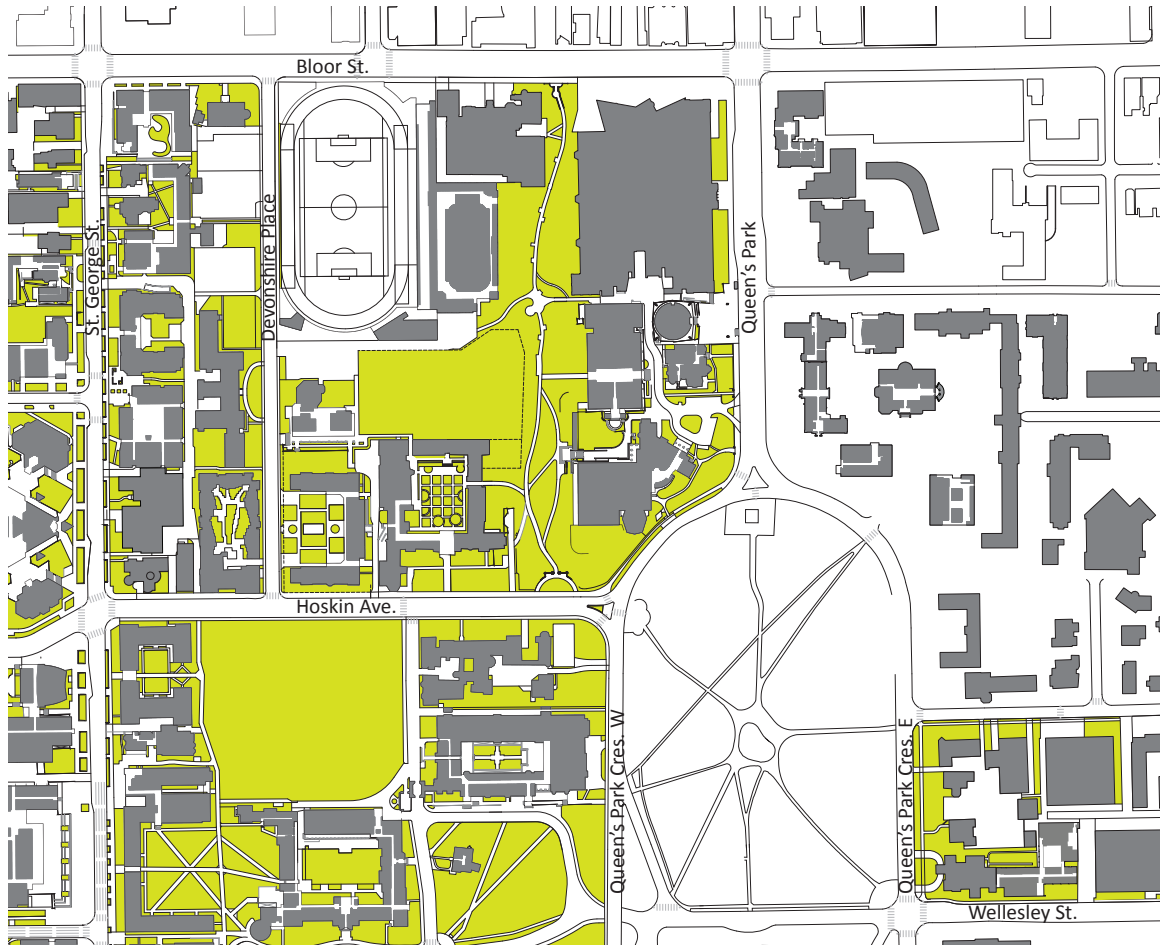 Bloor St.
St. George St.
Devonshire Place
Queen's Park
Hoskin Ave.
Queen's Park Cres. W
Queen's Park Cres. E
Wellesley St.